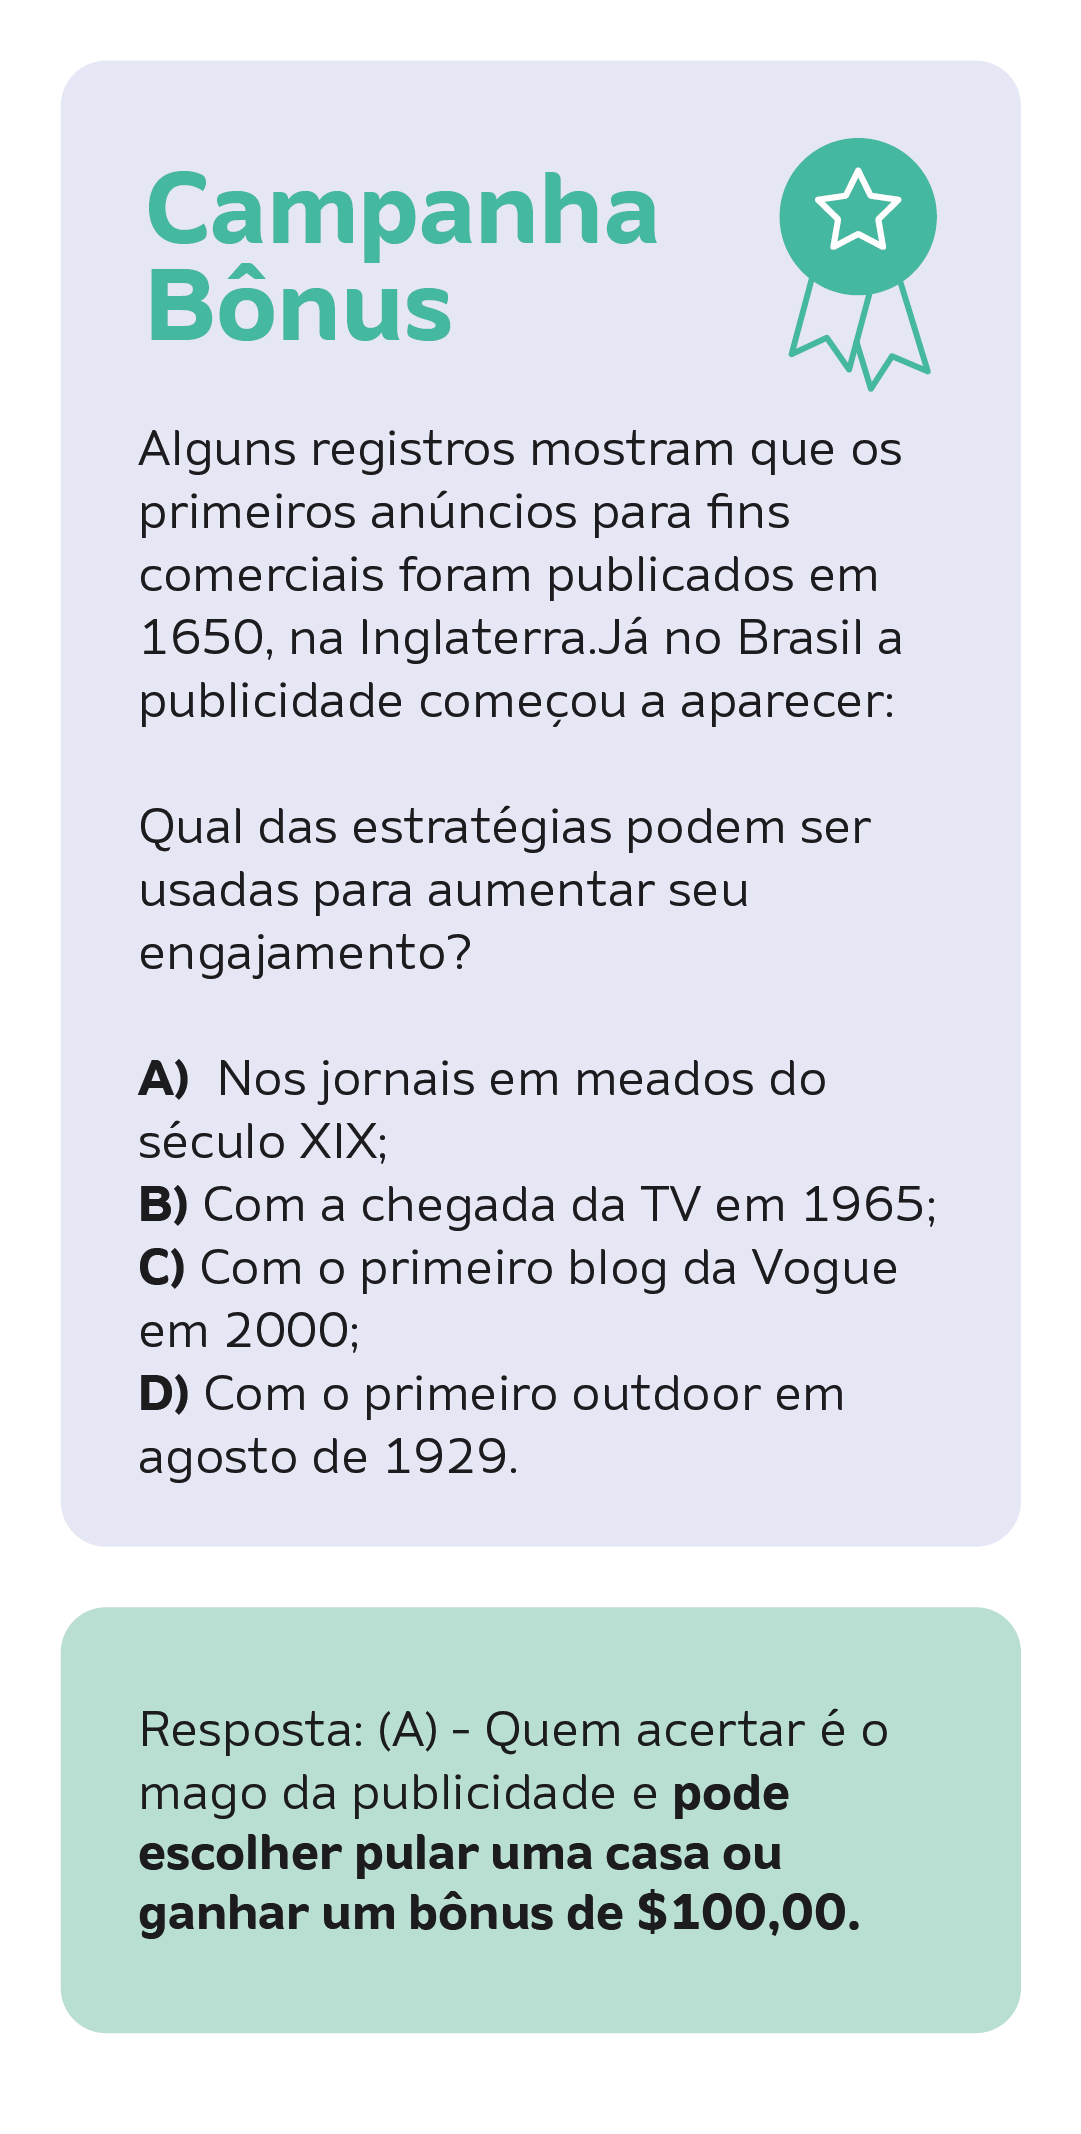 Campanha
Bônus
Alguns registros mostram que os
primeiros anúncios para fins
comerciais foram publicados em
1650, na Inglaterra.Já no Brasil a
publicidade começou a aparecer:
Qual das estratégias podem ser
usadas para aumentar seu
engajamento?
A) Nos jornais em meados do
século XIX;
B) Com a chegada da TV em 1965;
C) Com o primeiro blog da Vogue
em 2000;
D) Com o primeiro outdoor em
agosto de 1929.
Resposta: (A) - Quem acertar é o
mago da publicidade e pode
escolher pular uma casa ou
ganhar um bônus de $100,00.